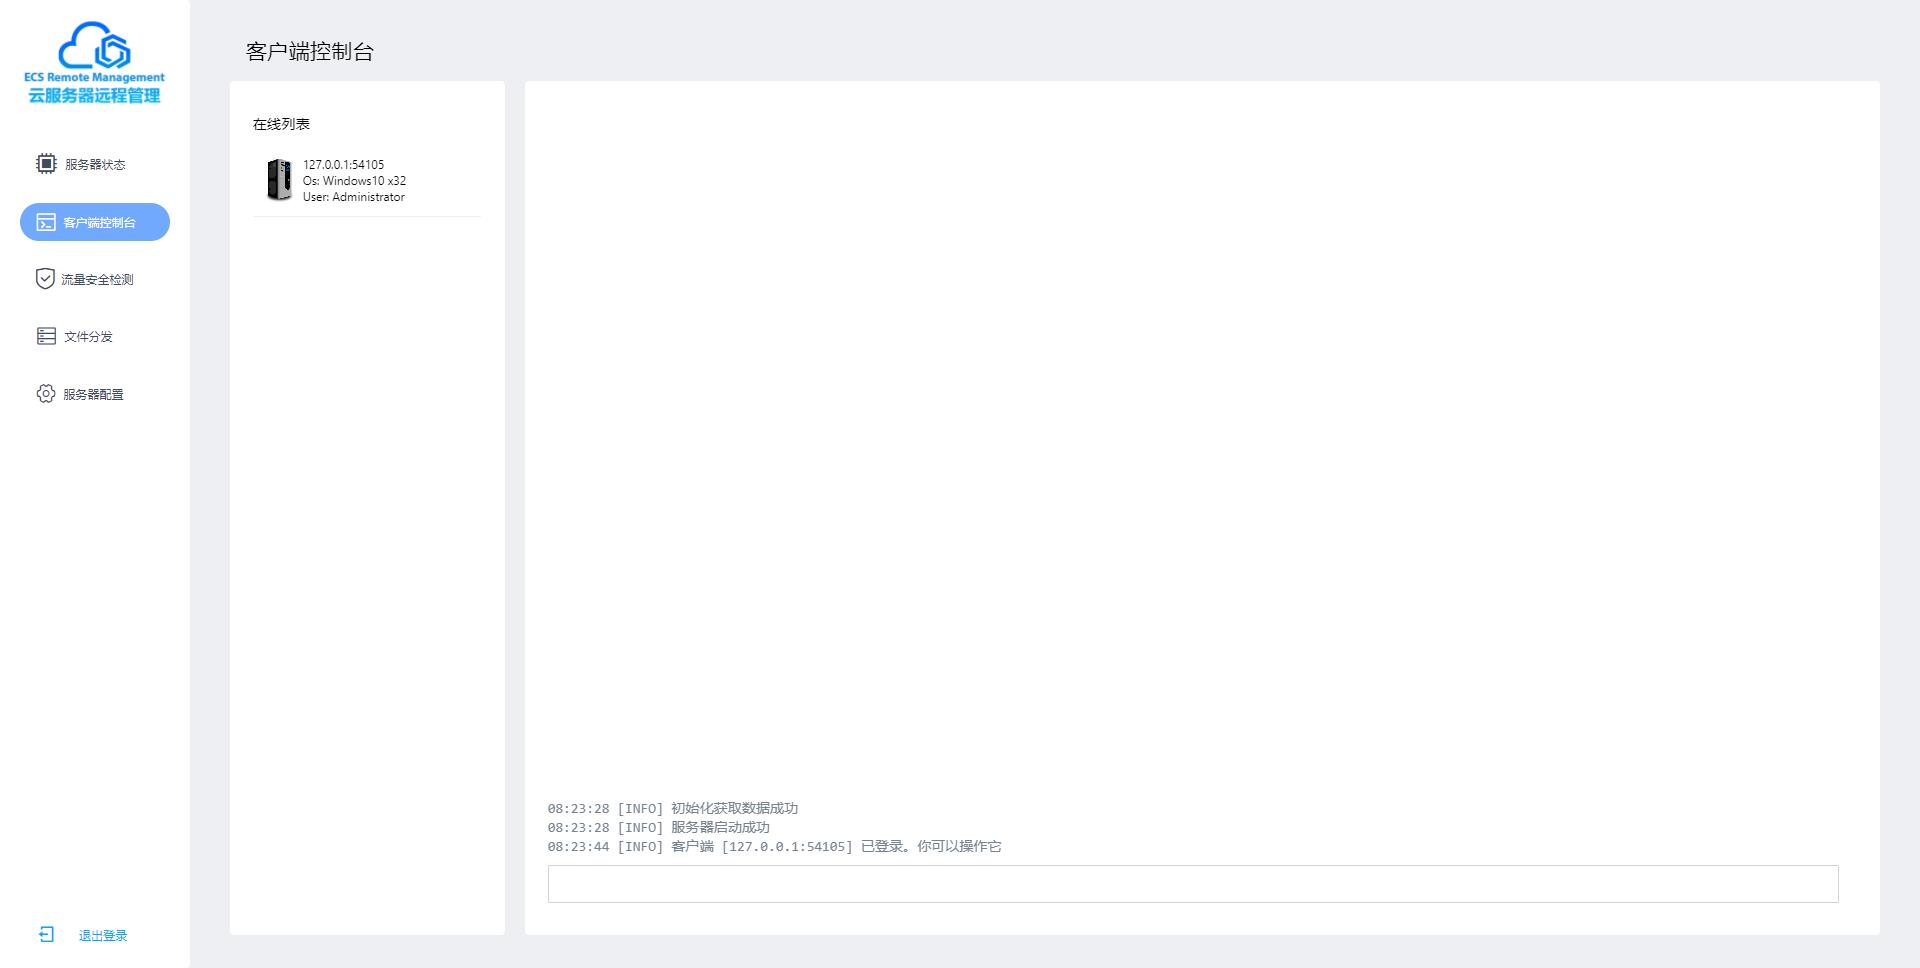 ECS Remote Management
云服务器远程管理
服务器状态
客户端控制台
流量安全检测
文件分发
服务器配置
退出登录
客户端控制台
在线列表
127.0.0.1:54105
Os: Windows10 x32
User: Administrator
08:23:28 [INFO] 初始化获取数据成功
08:23:28 [INFO] 服务器启动成功
08:23:44 [INFO] 客户端 [127.0.0.1:54105] 已登录。你可以操作它